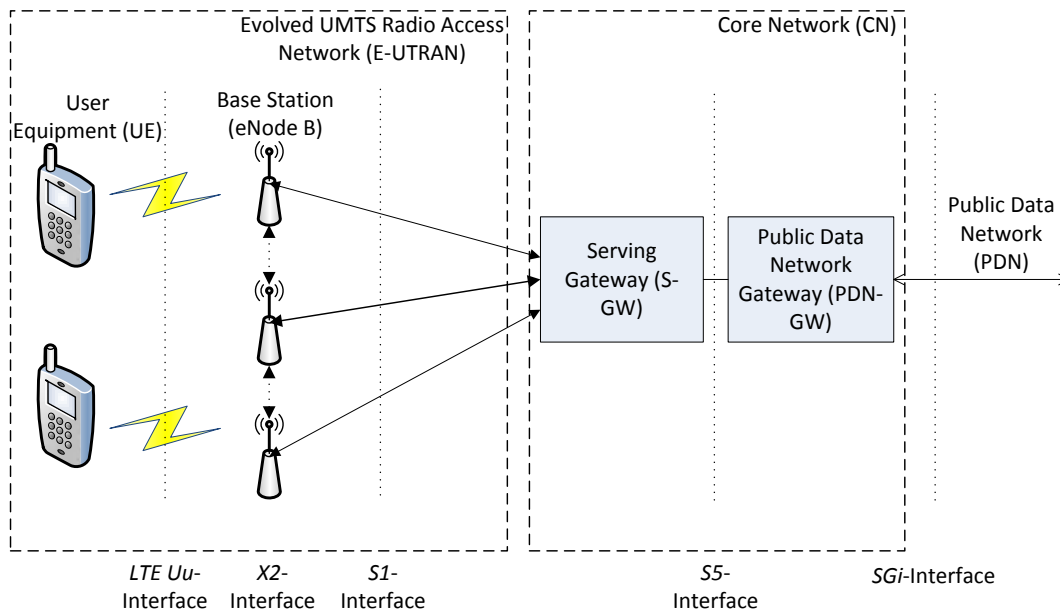 Evolved UMTS Radio Access
Network (E-UTRAN)
Core Network (CN)
User
Equipment (UE)
Base Station
(eNode B)
Serving
Gateway (S-
GW)
Public Data
Network
Gateway (PDN-
GW)
Public Data
Network
(PDN)
LTE Uu-
Interface
X2-
Interface
S1-
Interface
S5-
Interface
SGi-Interface